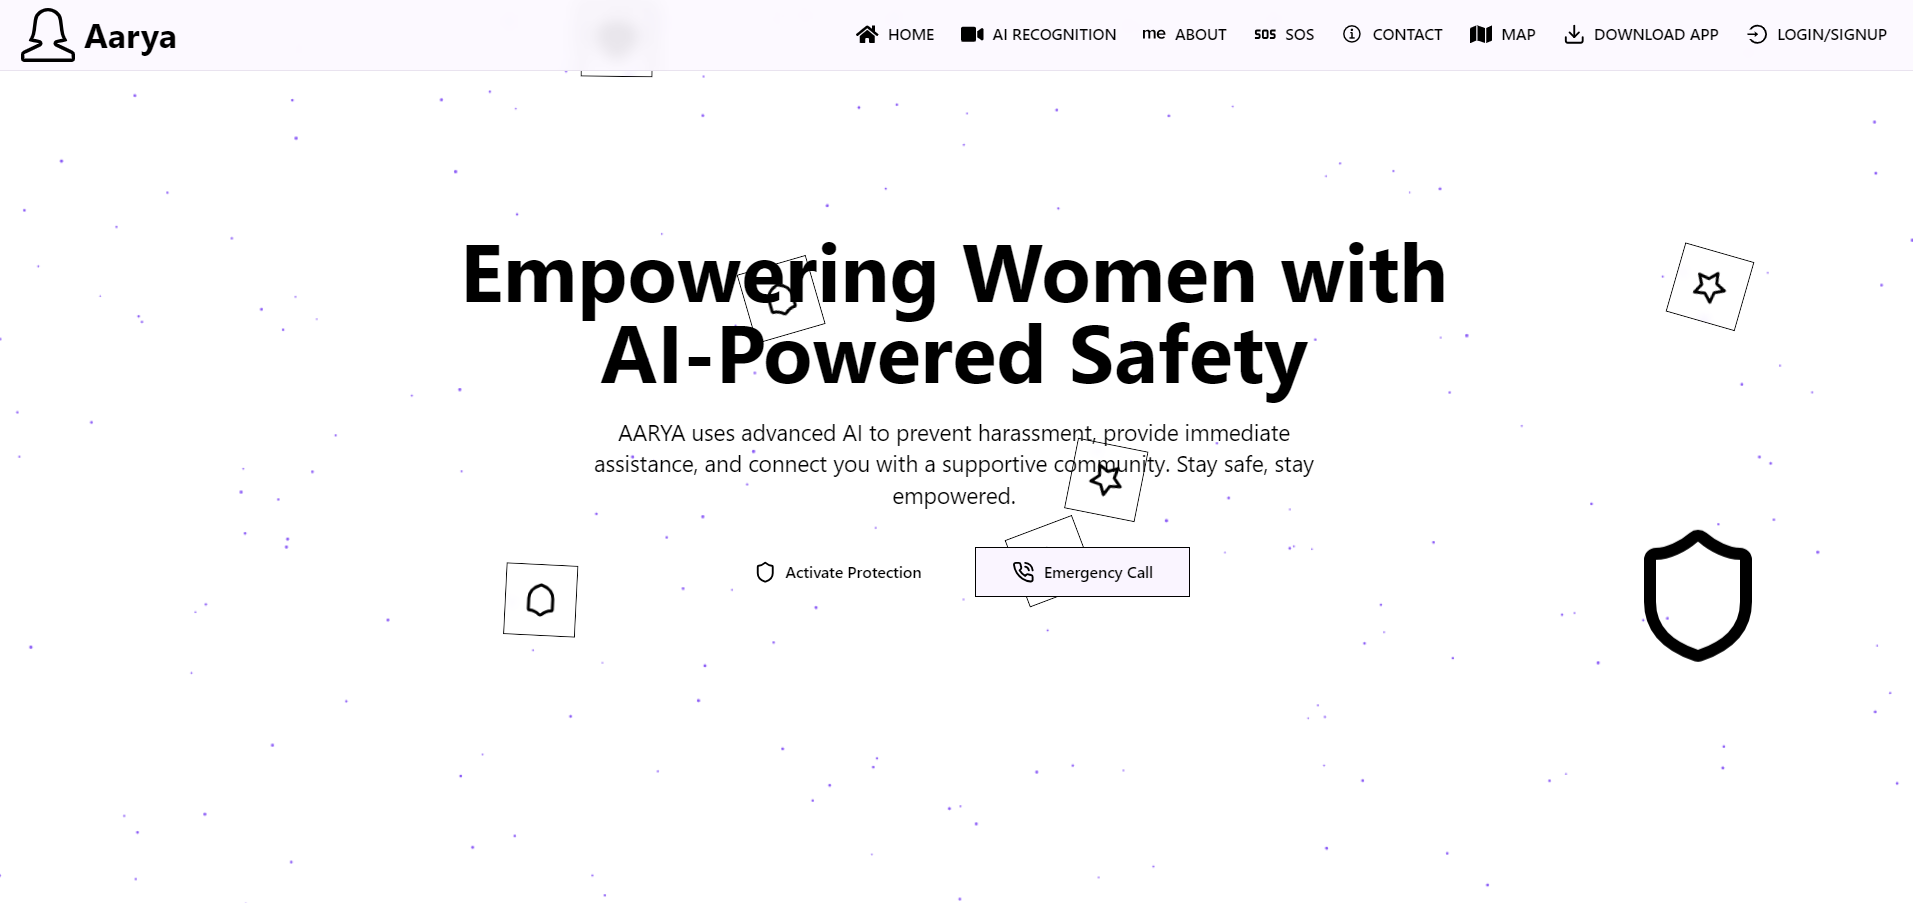 Aarya
HOME
AI RECOGNITION
me ABOUT
SOS SOS
CONTACT
MAP
DOWNLOAD APP
LOGIN/SIGNUP
Empowering Women with
AI-Powered Safety
AARYA uses advanced AI to prevent harassment, provide immediate
assistance, and connect you with a supportive community. Stay safe, stay
empowered.
Activate Protection
Emergency Call